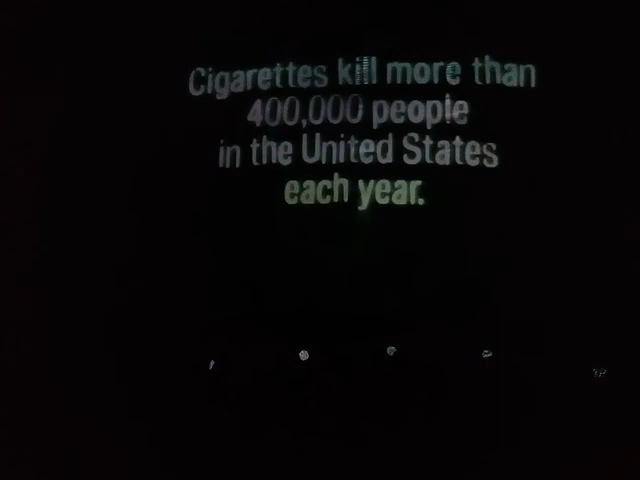 Cigarettes kill more than
400,000 people
in the United States
each year.